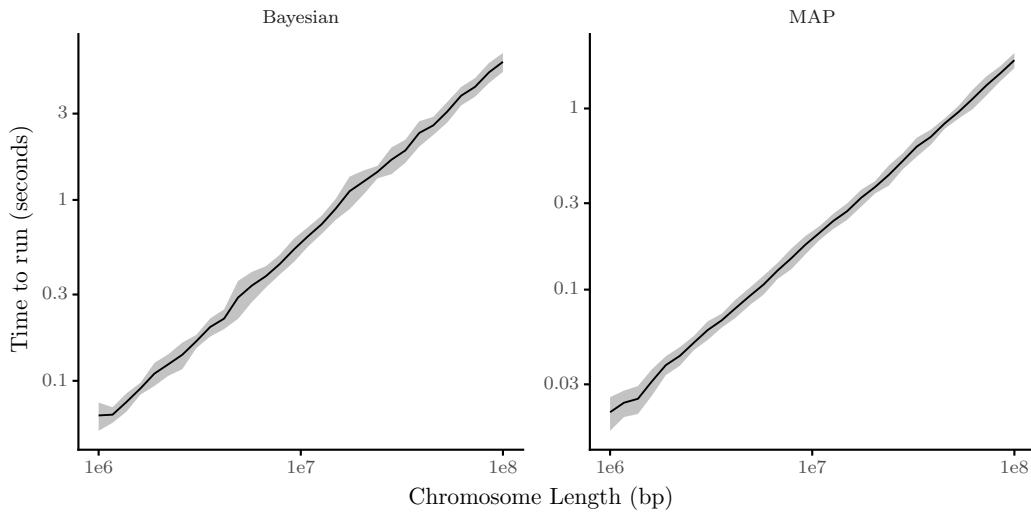 Bayesian
MAP
Time to run (seconds)
3
1
0.3
0.1
1
0.3
0.1
0.03
1e6
1e7
1e8
1e6
1e7
1e8
Chromosome Length (bp)